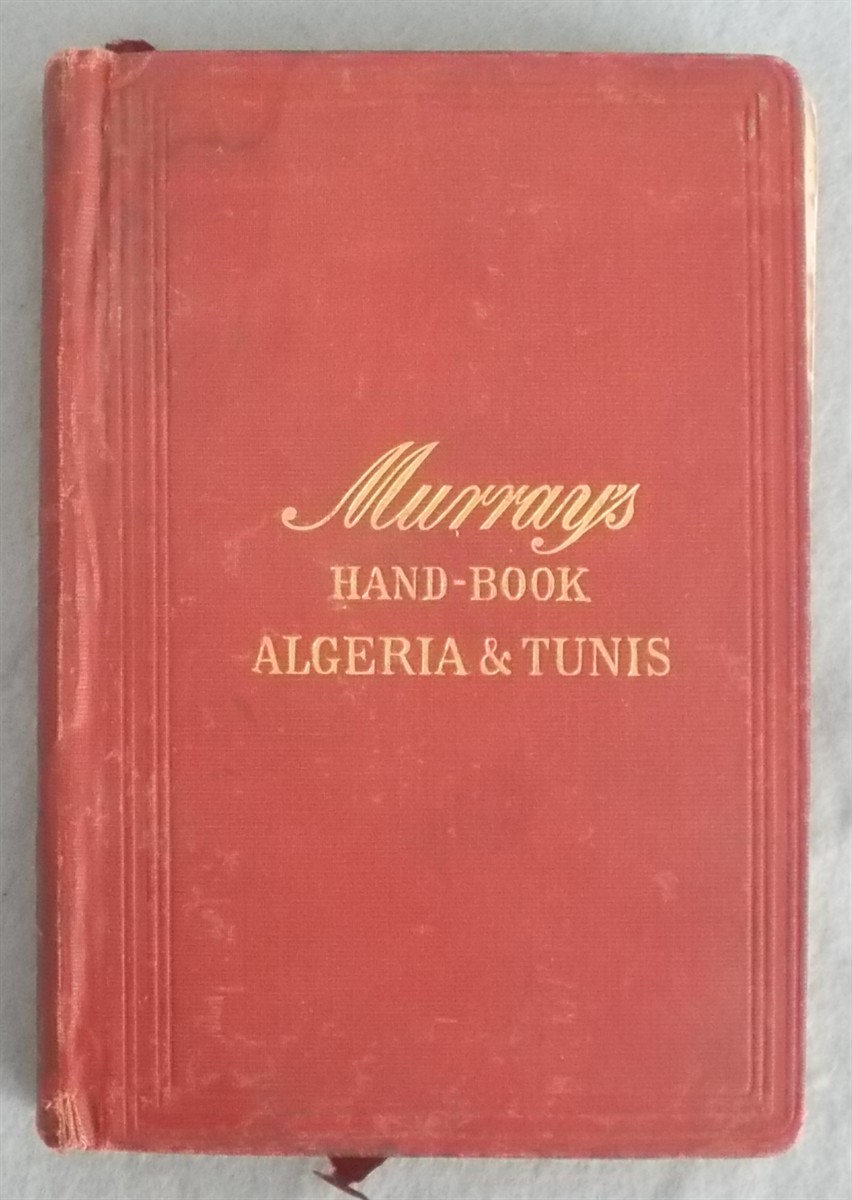 Murray's
HAND-BOOK
ALGERIA & TUNIS